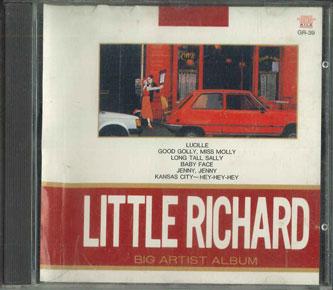 GR-39
LUCILLE
GOOD GOLLY, MISS MOLLY
LONG TALL SALLY
BABY FACE
JENNY, JENNY
KANSAS CITY—HEY-HEY-HEY
LITTLE RICHARD
BIG ARTIST ALBUM